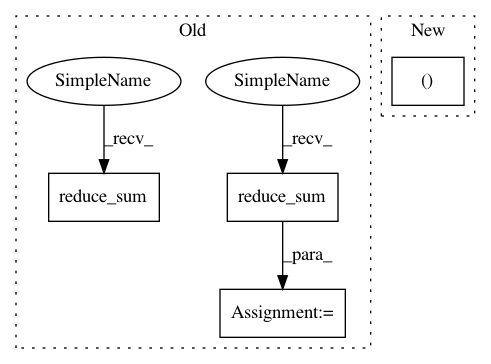 Old
New
SimpleName
SimpleName
()
_recv_
_recv_
reduce_sum
reduce_sum
_para_
Assignment:=